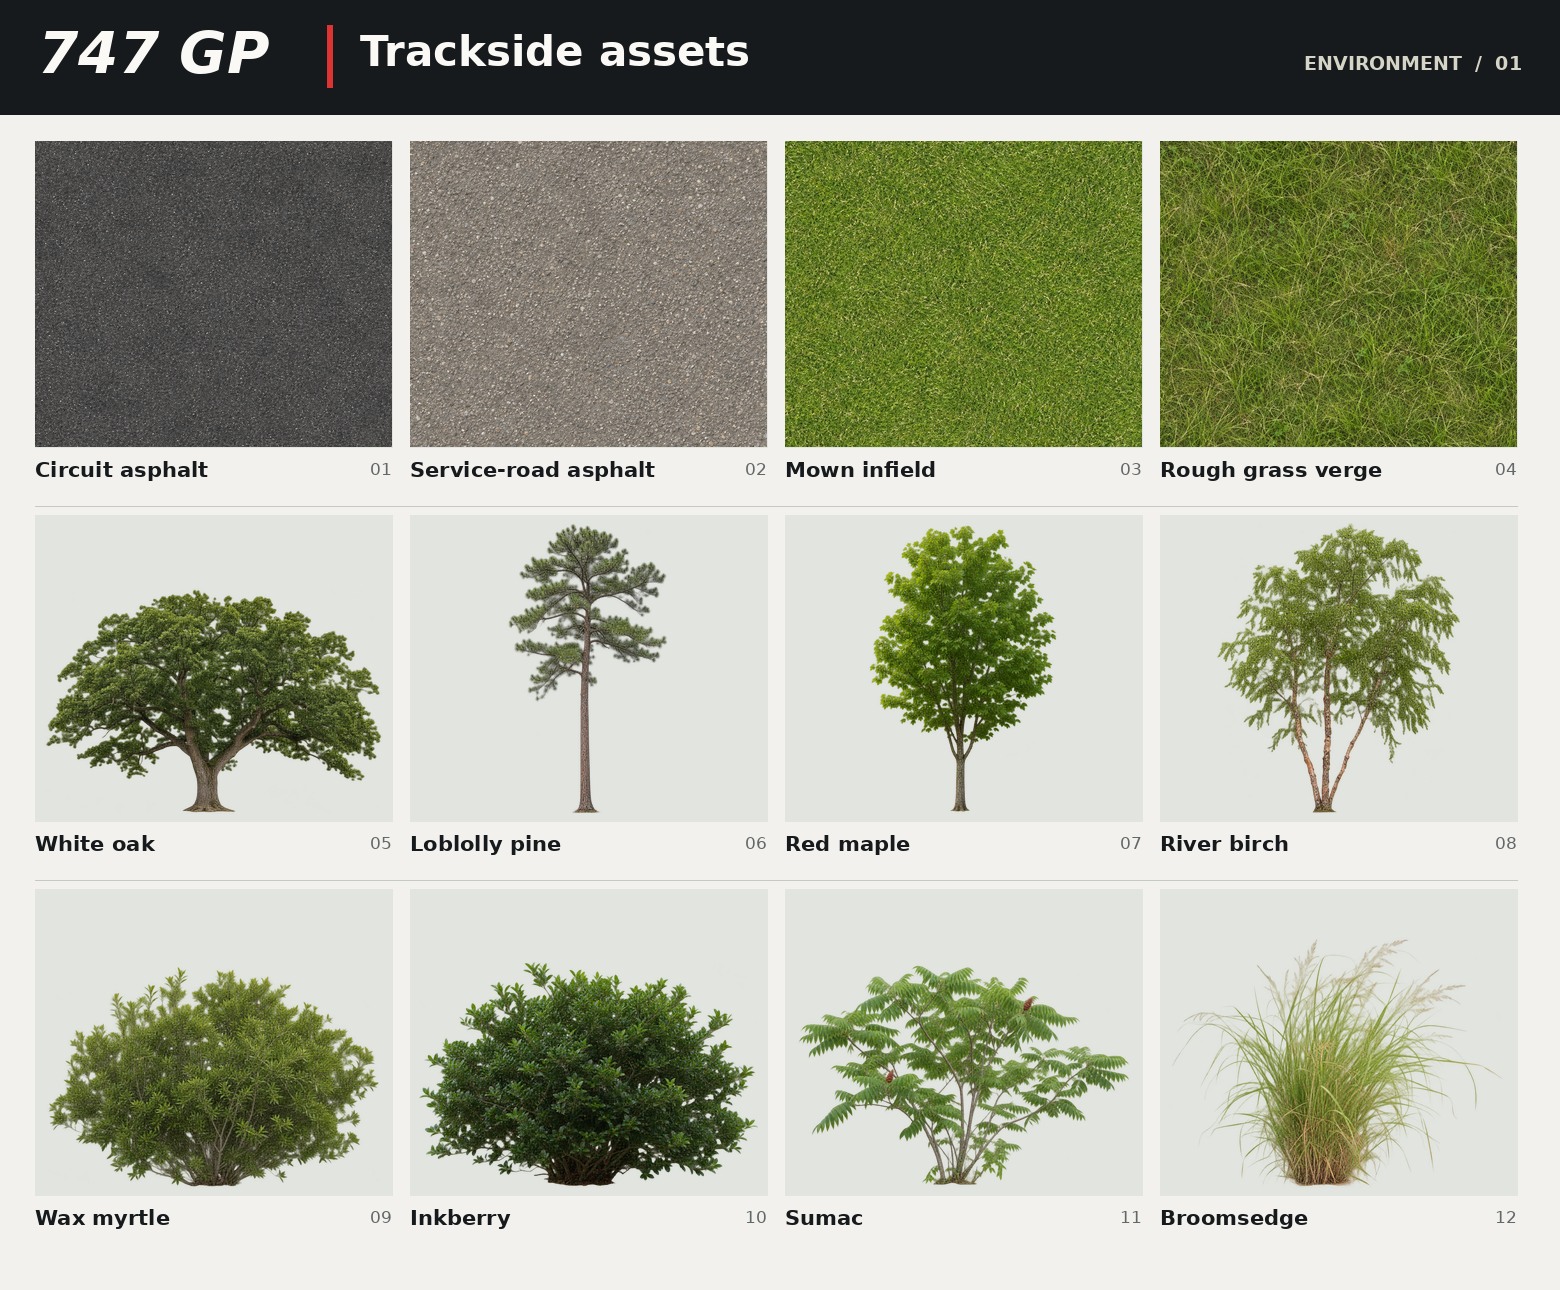 747 GP
Trackside assets
ENVIRONMENT / 01
Circuit asphalt 01
Service-road asphalt 02
Mown infield 03
Rough grass verge 04
White oak 05
Loblolly pine 06
Red maple 07
River birch 08
Wax myrtle 09
Inkberry 10
Sumac 11
Broomsedge 12